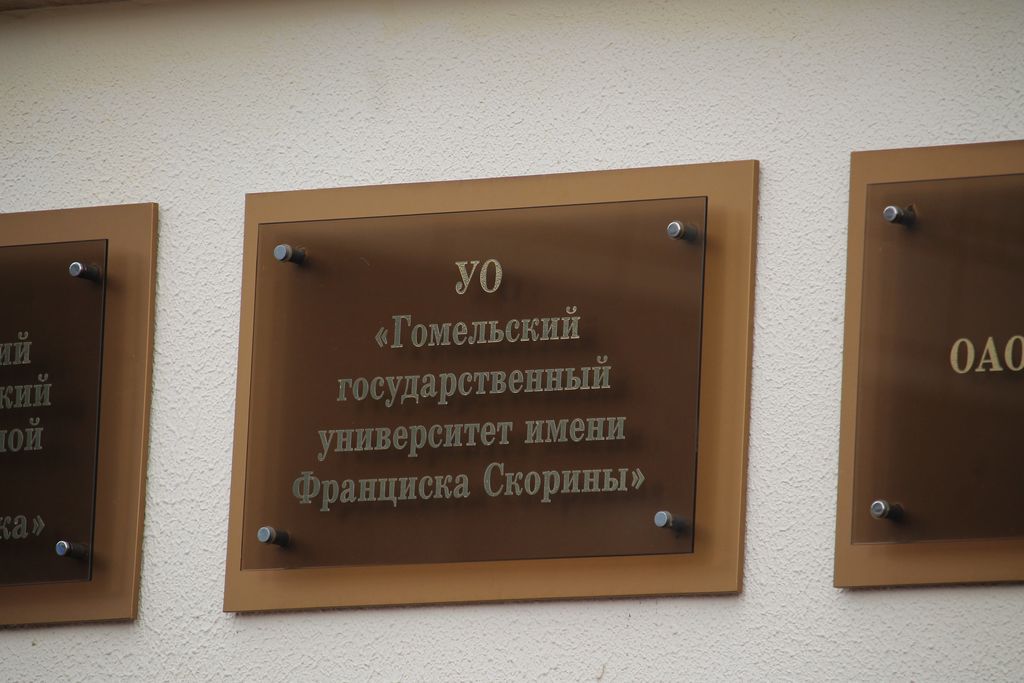 УО
«Гомельский
государственный
университет имени
Франциска Скорины»
ОАО